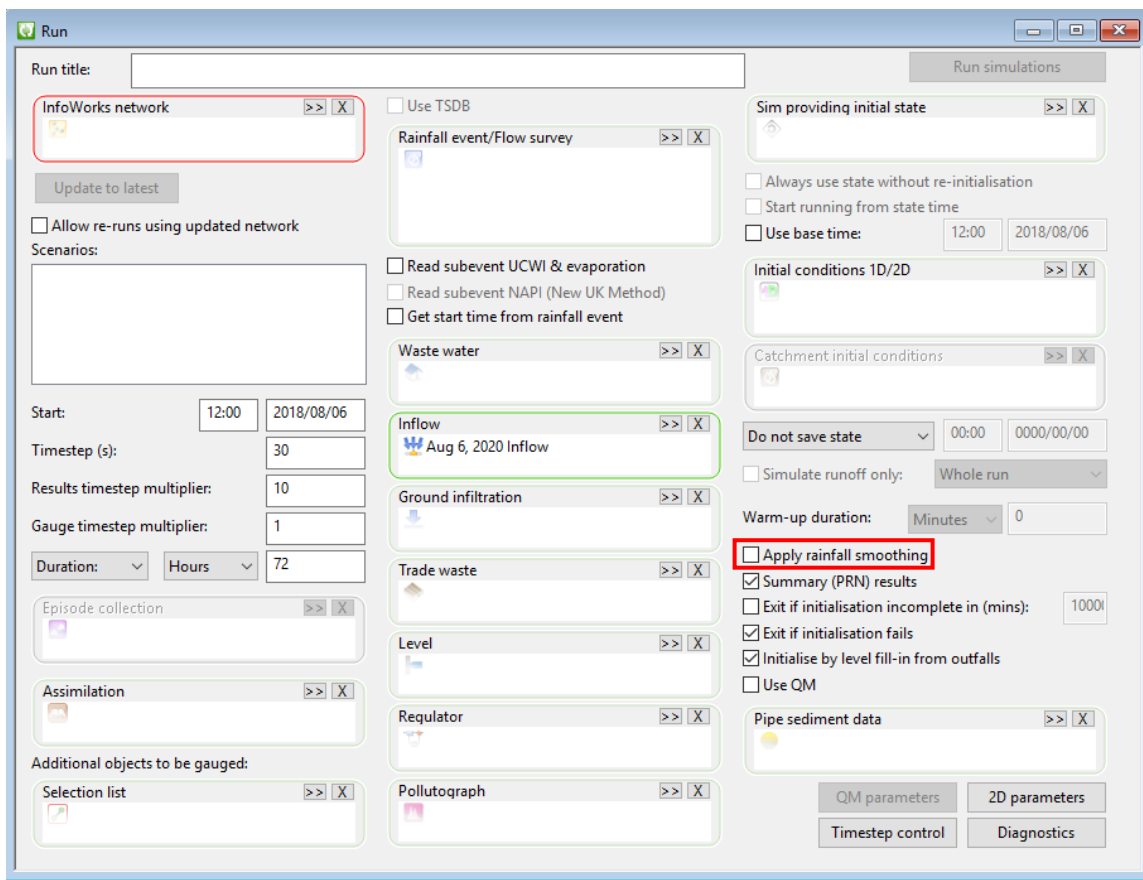 Run
Run title:
Run simulations
InfoWorks network >> X
Update to latest
Allow re-runs using updated network
Scenarios:
Start: 12:00 2018/08/06
Timestep (s): 30
Results timestep multiplier: 10
Gauge timestep multiplier: 1
Duration: Hours 72
Episode collection >> X
Assimilation >> X
Additional objects to be gauged:
Selection list >> X
Use TSDB
Rainfall event/Flow survey >> X
Read subevent UCWI & evaporation
Read subevent NAPI (New UK Method)
Get start time from rainfall event
Waste water >> X
Inflow >> X
Aug 6, 2020 Inflow
Ground infiltration >> X
Trade waste >> X
Level >> X
Regulator >> X
Pollutograph >> X
Sim providing initial state >> X
Always use state without re-initialisation
Start running from state time
Use base time: 12:00 2018/08/06
Initial conditions 1D/2D >> X
Catchment initial conditions >> X
Do not save state 00:00 0000/00/00
Simulate runoff only: Whole run
Warm-up duration: Minutes 0
Apply rainfall smoothing
Summary (PRN) results
Exit if initialisation incomplete in (mins):
Exit if initialisation fails
Initialise by level fill-in from outfalls
Use QM
Pipe sediment data >> X
QM parameters 2D parameters
Timestep control Diagnostics